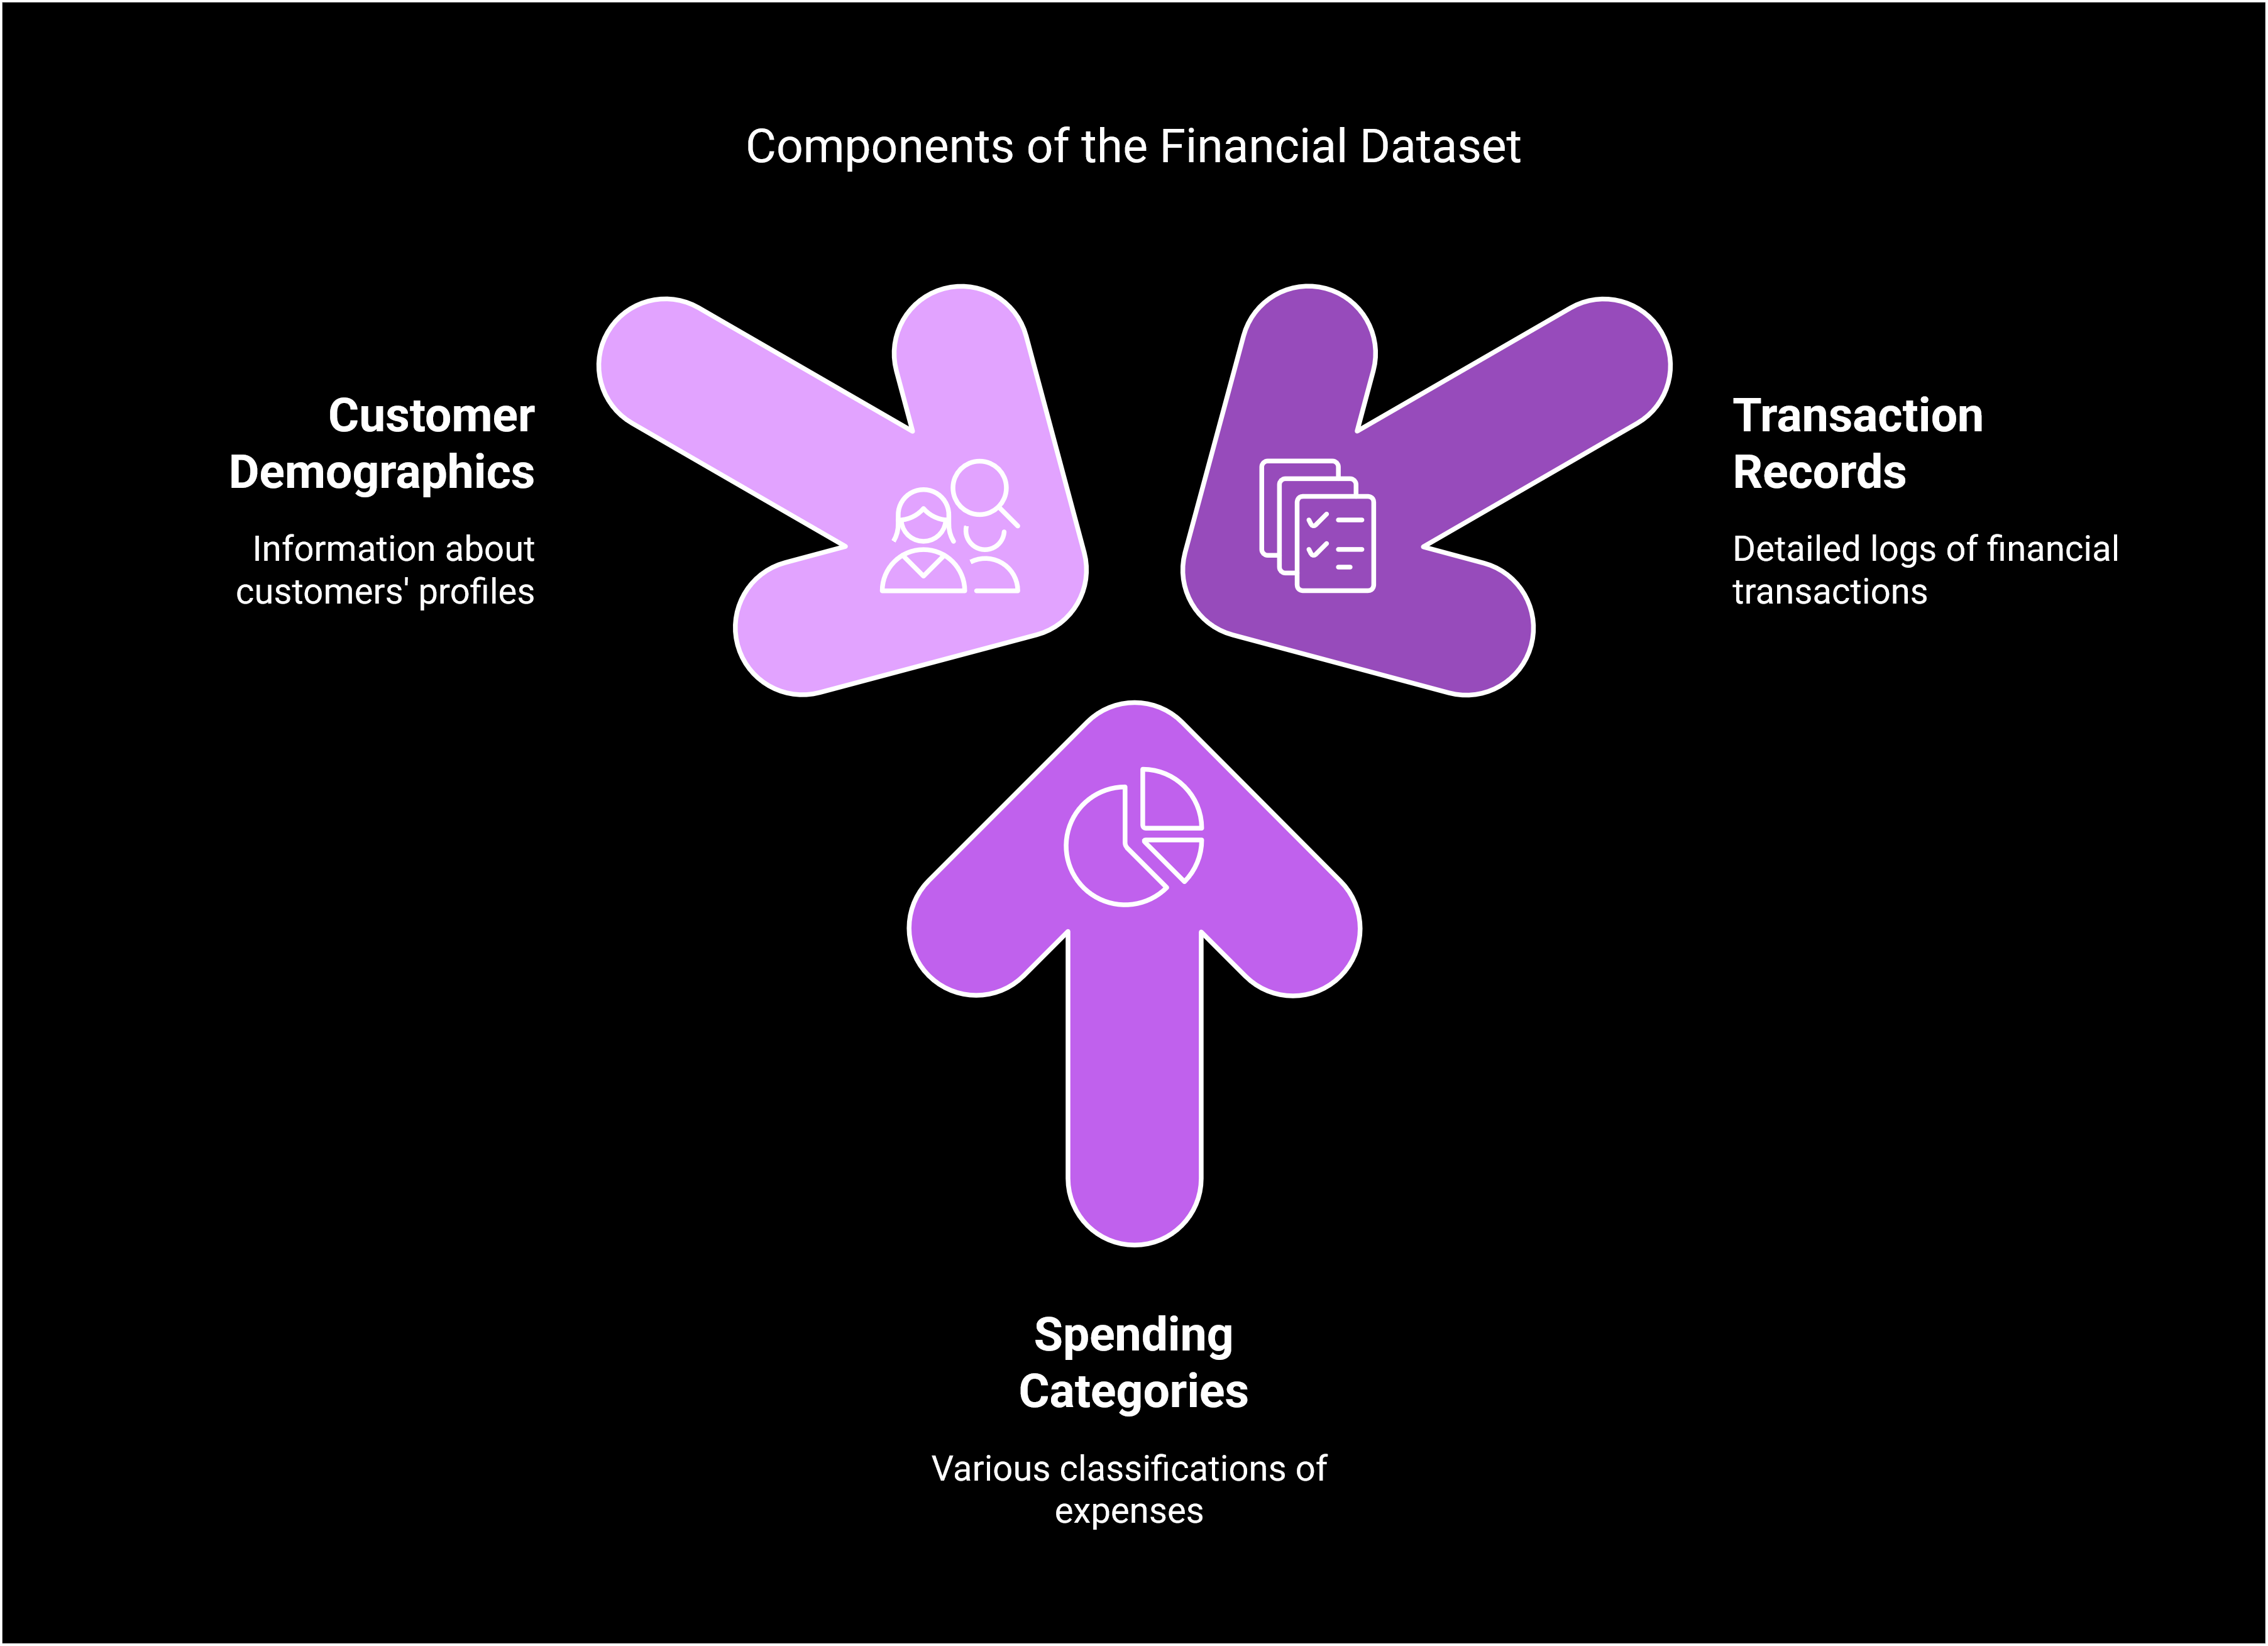 Components of the Financial Dataset
Customer
Demographics
Information about
customers' profiles
Transaction
Records
Detailed logs of financial
transactions
Spending
Categories
Various classifications of
expenses